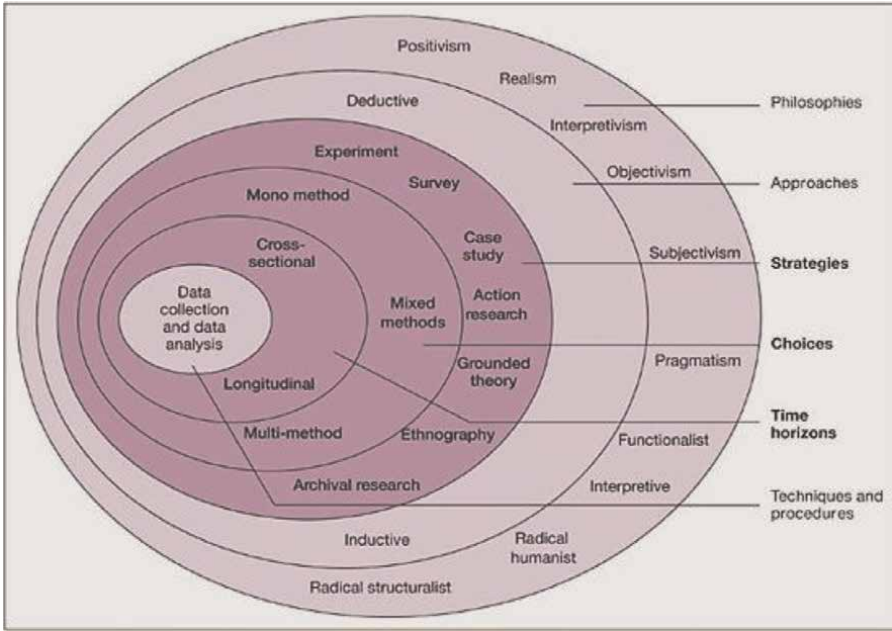 Positivism
Realism
Philosophies
Deductive
Interpretivism
Experiment
Objectivism
Approaches
Survey
Mono method
Cross-
sectional
Case
study
Subjectivism
Strategies
Data
collection
and data
analysis
Mixed
methods
Action
research
Choices
Grounded
theory
Pragmatism
Longitudinal
Time
horizons
Multi-method
Ethnography
Functionalist
Archival research
Interpretive
Techniques and
procedures
Inductive
Radical
humanist
Radical structuralist